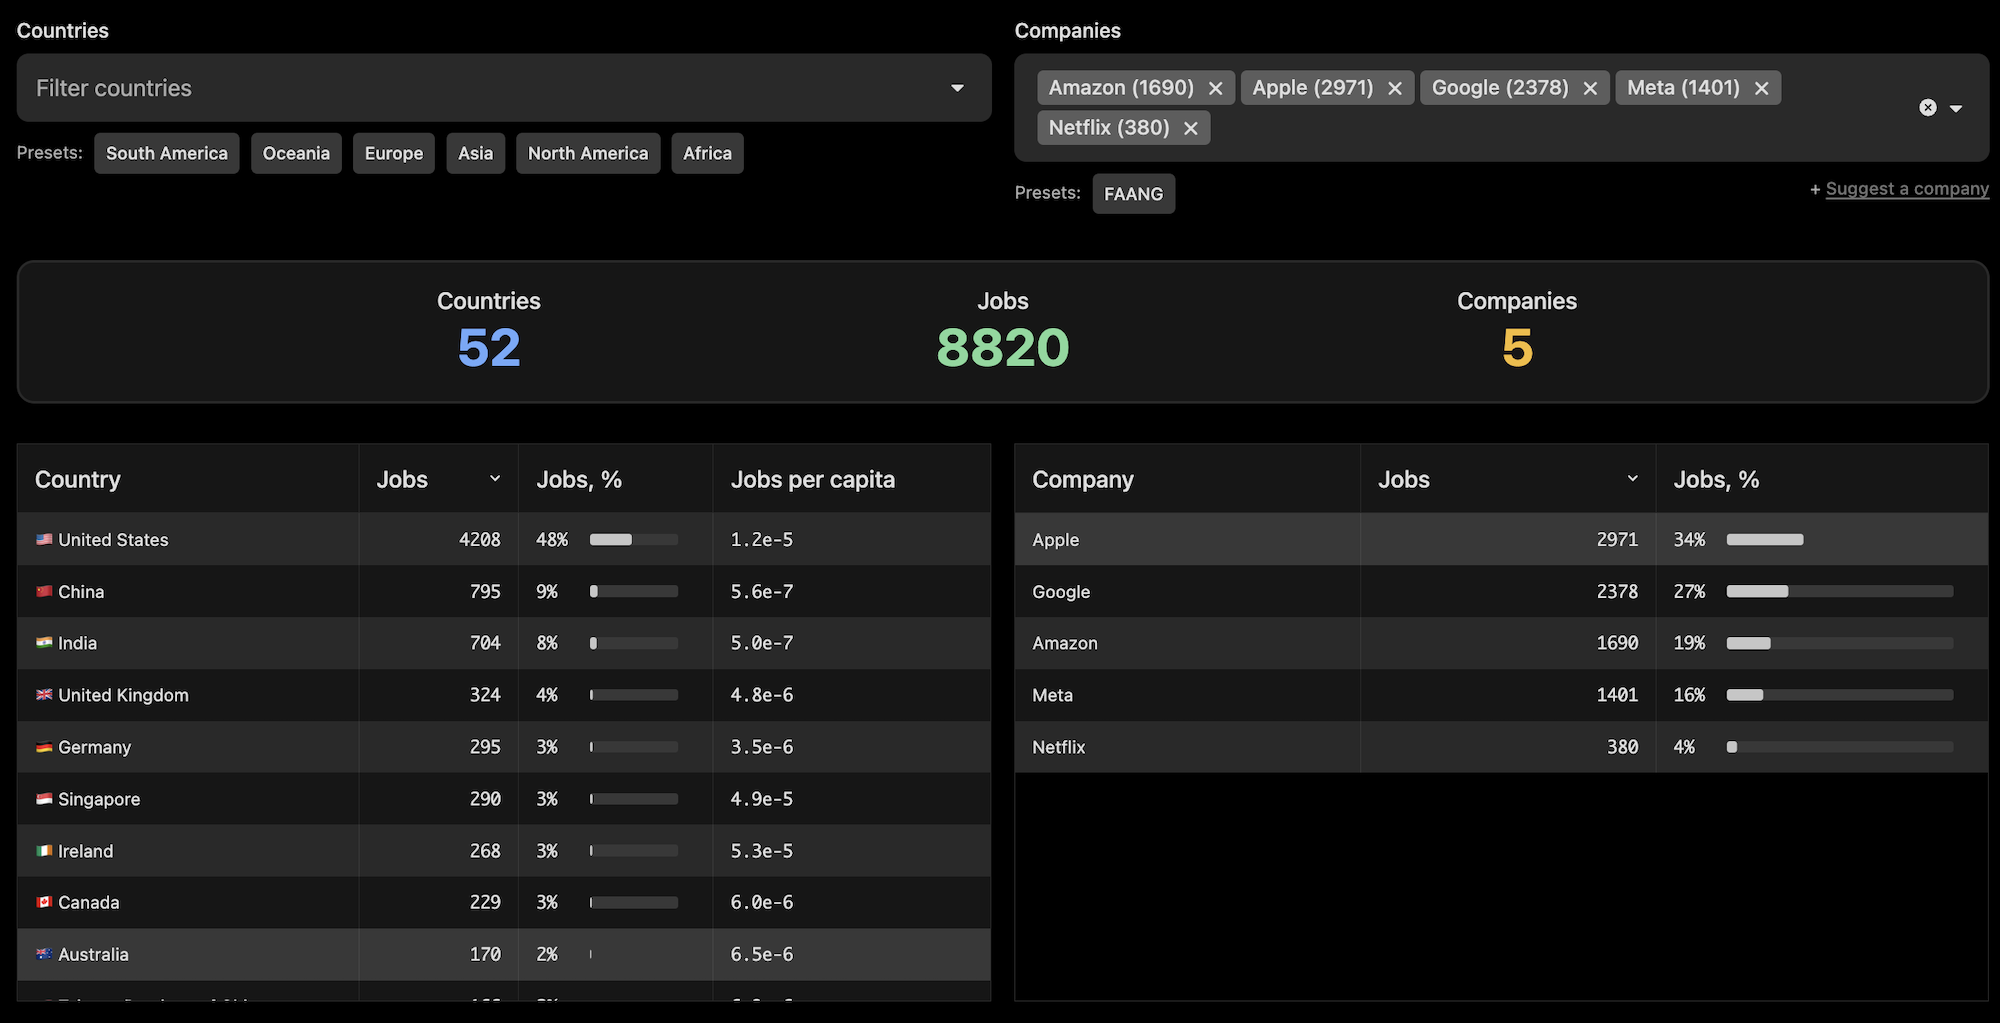 Countries
Filter countries
Presets: South America Oceania Europe Asia North America Africa
Companies
Amazon (1690) Apple (2971) Google (2378) Meta (1401)
Netflix (380)
Presets: FAANG
+ Suggest a company
Countries
52
Jobs
8820
Companies
5
Country Jobs Jobs, % Jobs per capita
United States 4208 48% 1.2e-5
China 795 9% 5.6e-7
India 704 8% 5.0e-7
United Kingdom 324 4% 4.8e-6
Germany 295 3% 3.5e-6
Singapore 290 3% 4.9e-5
Ireland 268 3% 5.3e-5
Canada 229 3% 6.0e-6
Australia 170 2% 6.5e-6
Company Jobs Jobs, %
Apple 2971 34%
Google 2378 27%
Amazon 1690 19%
Meta 1401 16%
Netflix 380 4%